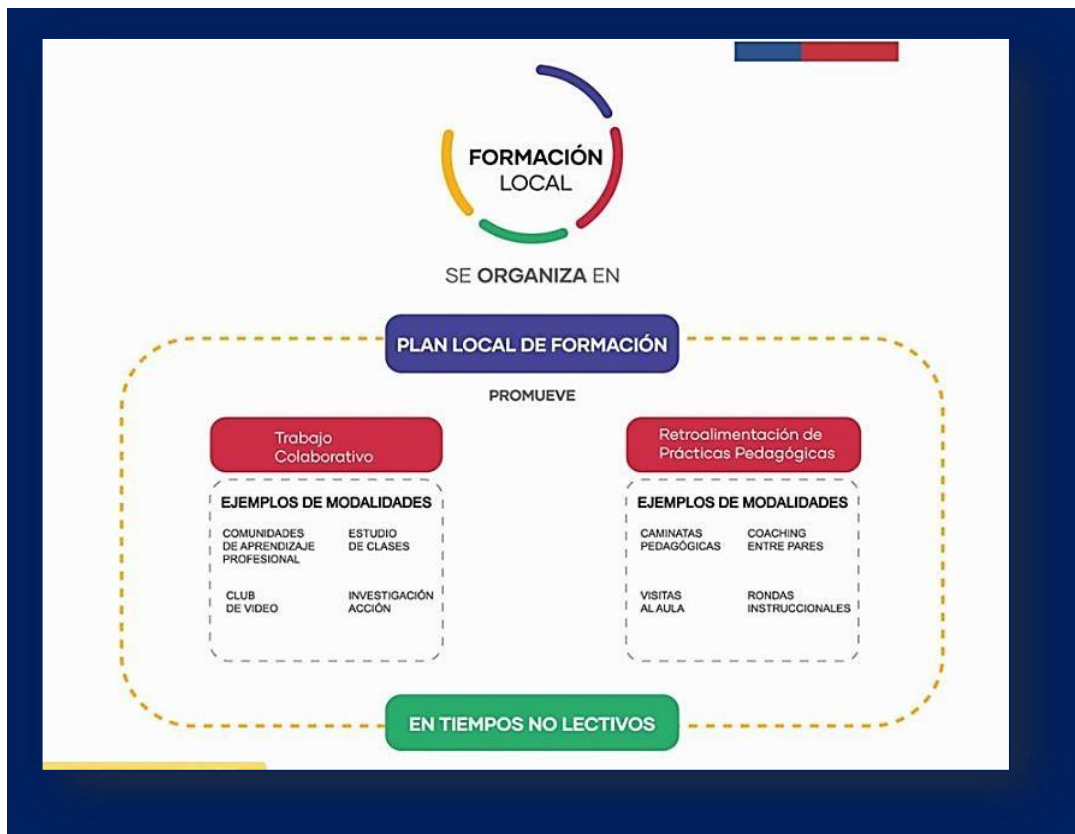 FORMACIÓN
LOCAL
SE ORGANIZA EN
PLAN LOCAL DE FORMACIÓN
PROMUEVE
Trabajo
Colaborativo
EJEMPLOS DE MODALIDADES
COMUNIDADES
DE APRENDIZAJE
PROFESIONAL
ESTUDIO
DE CLASES
CLUB
DE VIDEO
INVESTIGACIÓN
ACCIÓN
Retroalimentación de
Prácticas Pedagógicas
EJEMPLOS DE MODALIDADES
CAMINATAS
PEDAGÓGICAS
COACHING
ENTRE PARES
VISITAS
AL AULA
RONDAS
INSTRUCCIONALES
EN TIEMPOS NO LECTIVOS